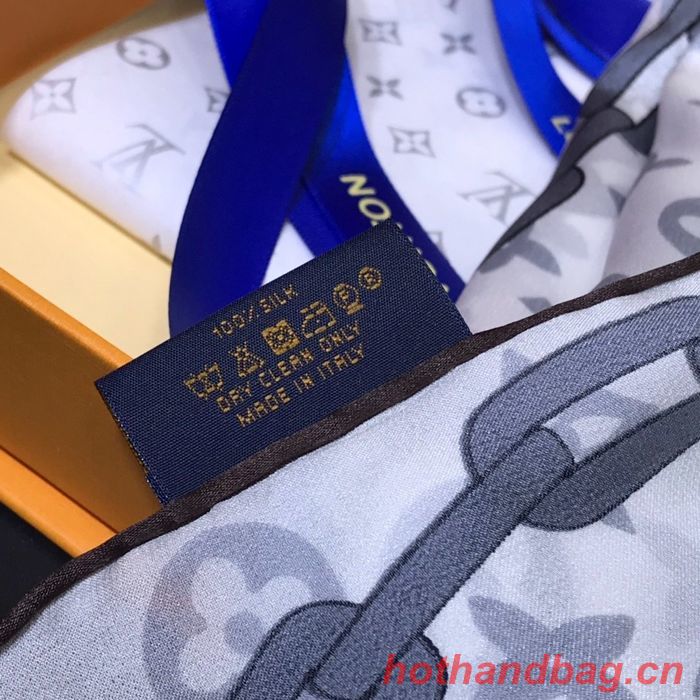 100% SILK
DRY CLEAN ONLY
MADE IN ITALY
hothandbag.cn